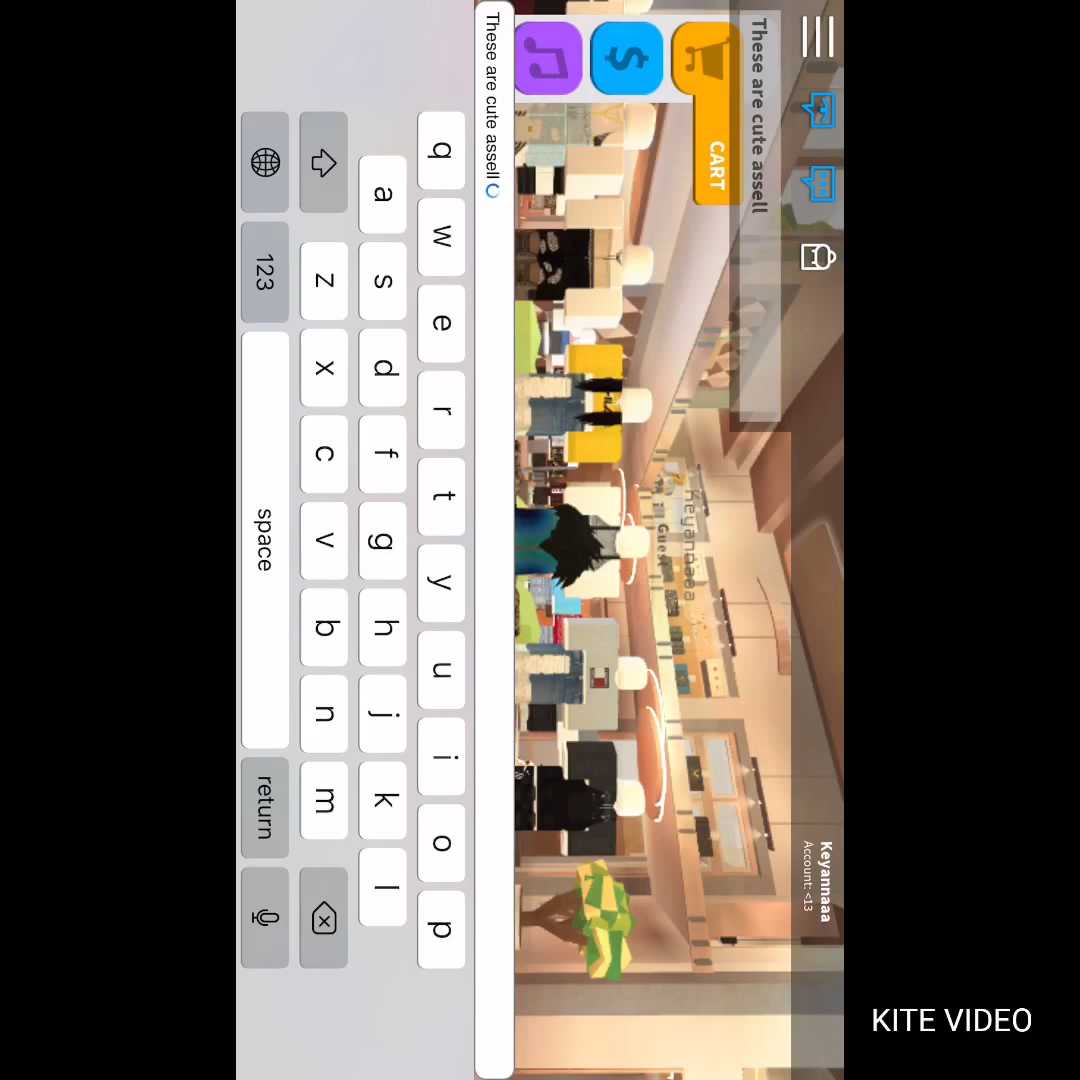 Keyannaaa
Account: <13
These are cute assell
CART
Keyannaaa
Guest
These are cute assell
q w e r t y u i o p
a s d f g h j k l
z x c v b n m
123 space return
KITE VIDEO